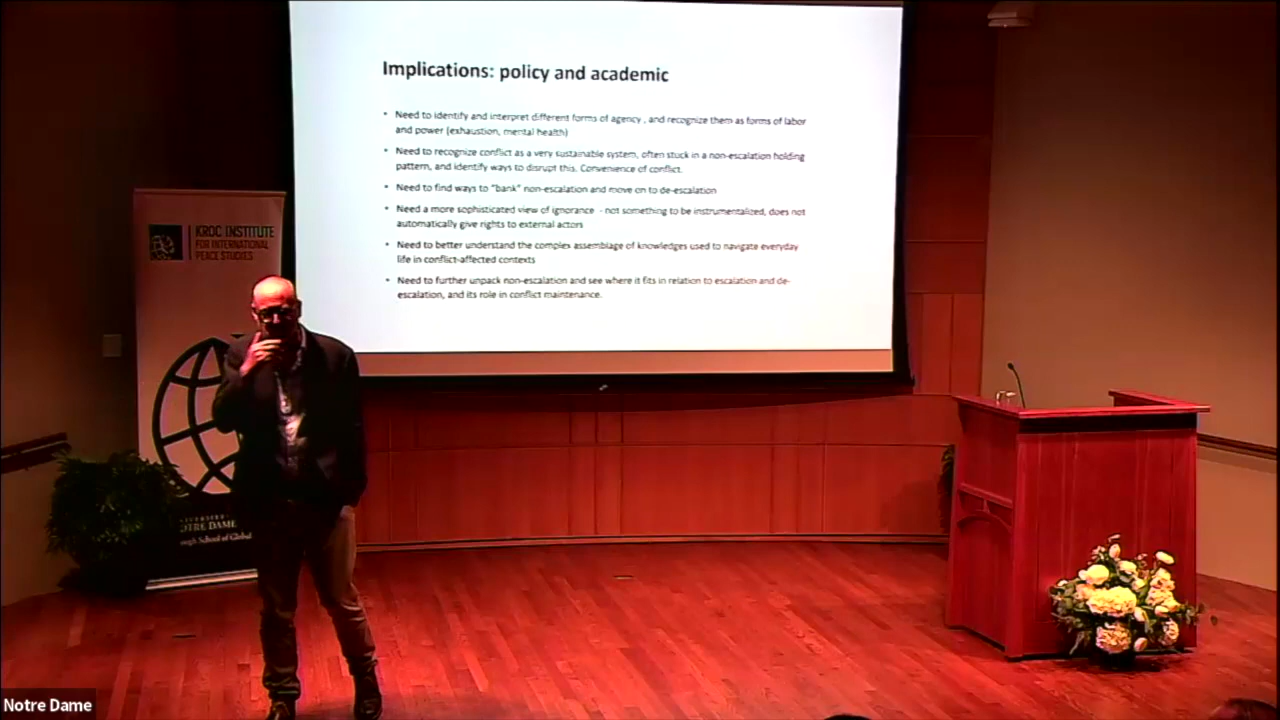 Implications: policy and academic
• Need to identify and interpret different forms of agency , and recognize them as forms of labor
and power (exhaustion, mental health)
• Need to recognize conflict as a very sustainable system, often stuck in a non-escalation holding
pattern, and identify ways to disrupt this. Convenience of conflict.
• Need to find ways to "bank" non-escalation and move on to de-escalation
• Need a more sophisticated view of ignorance - not something to be instrumentalized, does not
automatically give rights to external actors
• Need to better understand the complex assemblage of knowledges used to navigate everyday
life in conflict-affected contexts
• Need to further unpack non-escalation and see where it fits in relation to escalation and de-
escalation, and its role in conflict maintenance.
KROC INSTITUTE
FOR INTERNATIONAL
PEACE STUDIES
NOTRE DAME
School of Global
Notre Dame